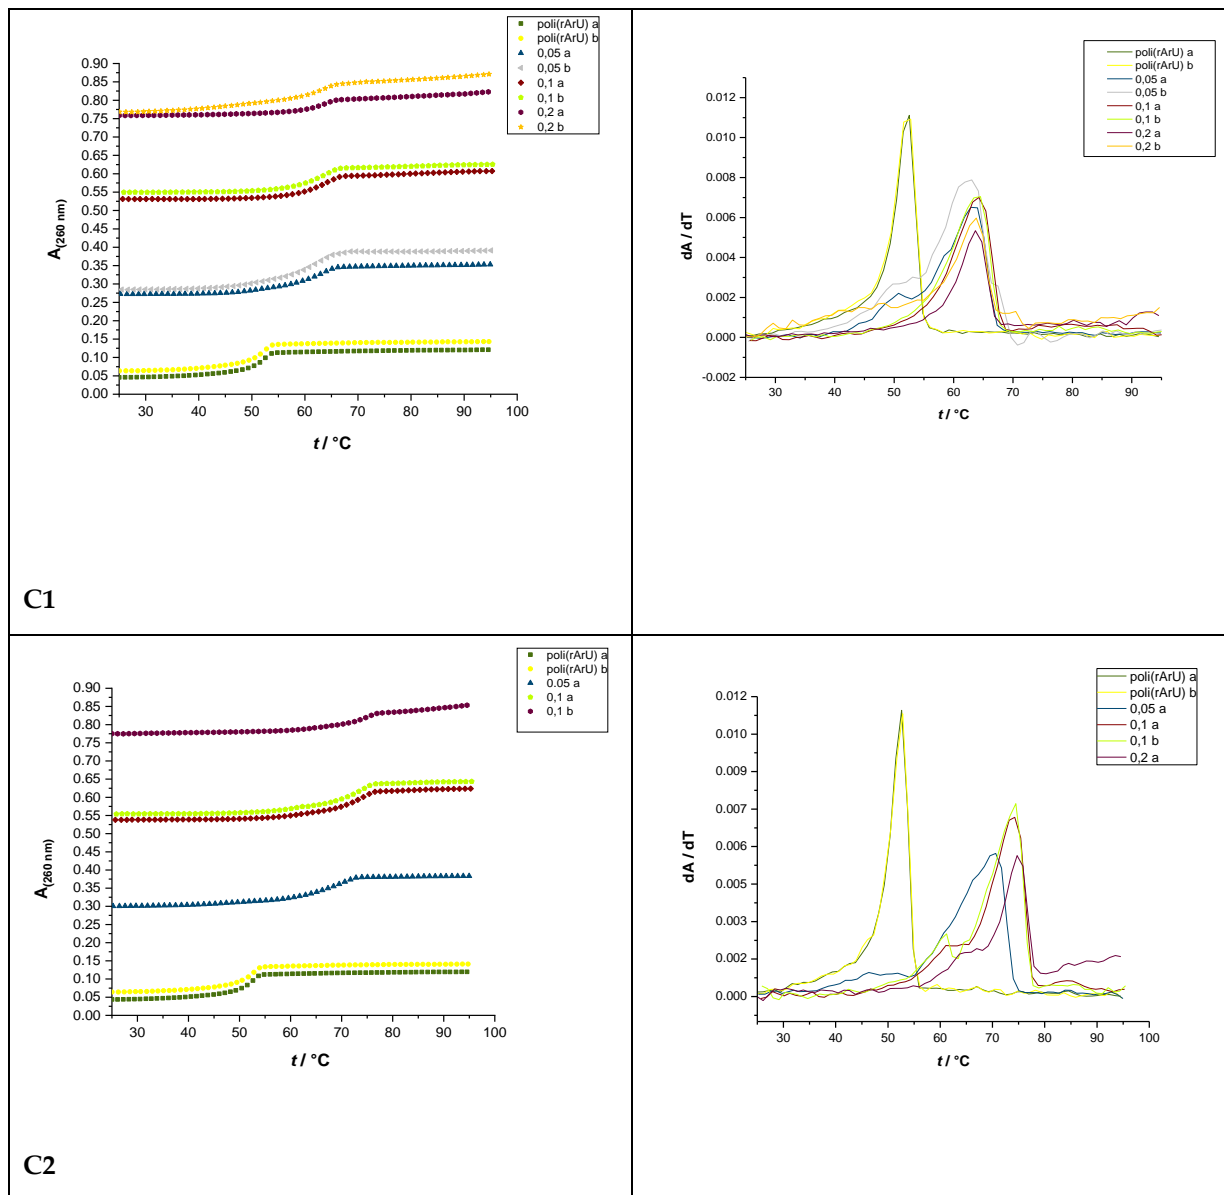 poli(rArU) a
poli(rArU) b
0,05 a
0,05 b
0,1 a
0,1 b
0,2 a
0,2 b
0.90
0.85
0.80
0.75
0.70
0.65
0.60
0.55
0.50
0.45
0.40
0.35
0.30
0.25
0.20
0.15
0.10
0.05
0.00
A(260 nm)
30 40 50 60 70 80 90 100
t / °C
C1
poli(rArU) a
poli(rArU) b
0,05 a
0,05 b
0,1 a
0,1 b
0,2 a
0,2 b
0.012
0.010
0.008
0.006
0.004
0.002
0.000
-0.002
dA / dT
30 40 50 60 70 80 90
t / °C
poli(rArU) a
poli(rArU) b
0.05 a
0,1 a
0,1 b
0.90
0.85
0.80
0.75
0.70
0.65
0.60
0.55
0.50
0.45
0.40
0.35
0.30
0.25
0.20
0.15
0.10
0.05
0.00
A(260 nm)
30 40 50 60 70 80 90 100
t / °C
C2
poli(rArU) a
poli(rArU) b
0,05 a
0,1 a
0,1 b
0,2 a
0.012
0.010
0.009
0.007
0.006
0.004
0.003
0.002
0.000
dA / dT
30 40 50 60 70 80 90 100
t / °C